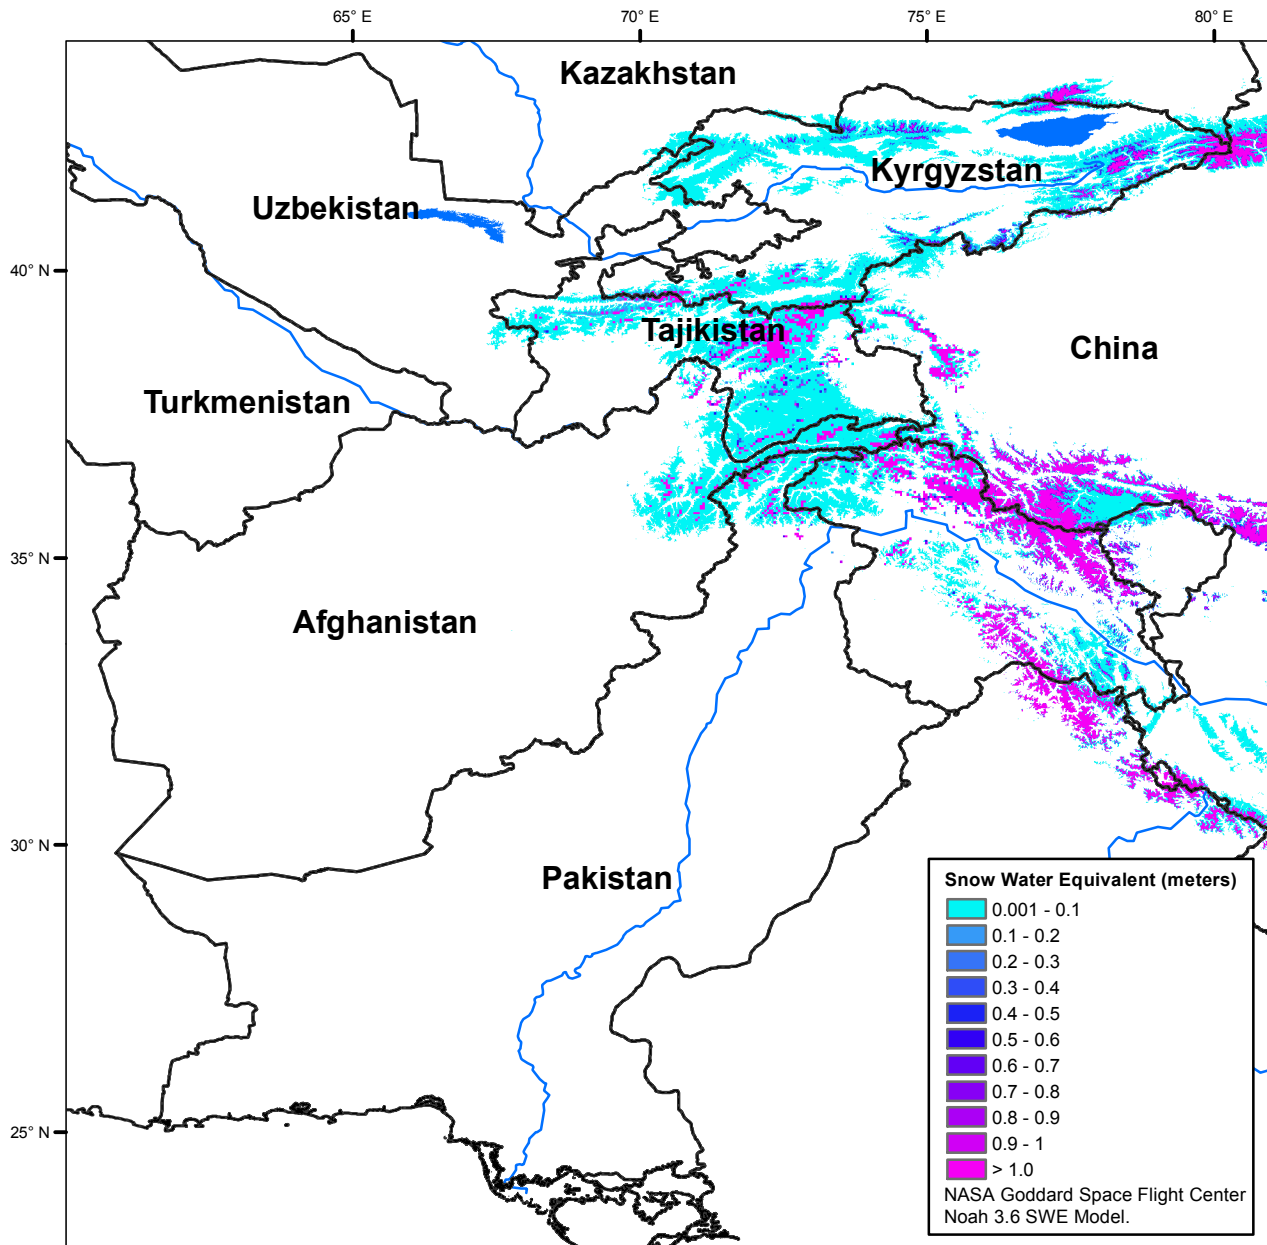 65° E
70° E
75° E
80° E
Kazakhstan
Kyrgyzstan
Uzbekistan
40° N
Tajikistan
China
Turkmenistan
35° N
Afghanistan
30° N
Pakistan
25° N
Snow Water Equivalent (meters)
0.001 - 0.1
0.1 - 0.2
0.2 - 0.3
0.3 - 0.4
0.4 - 0.5
0.5 - 0.6
0.6 - 0.7
0.7 - 0.8
0.8 - 0.9
0.9 - 1
> 1.0
NASA Goddard Space Flight Center
Noah 3.6 SWE Model.